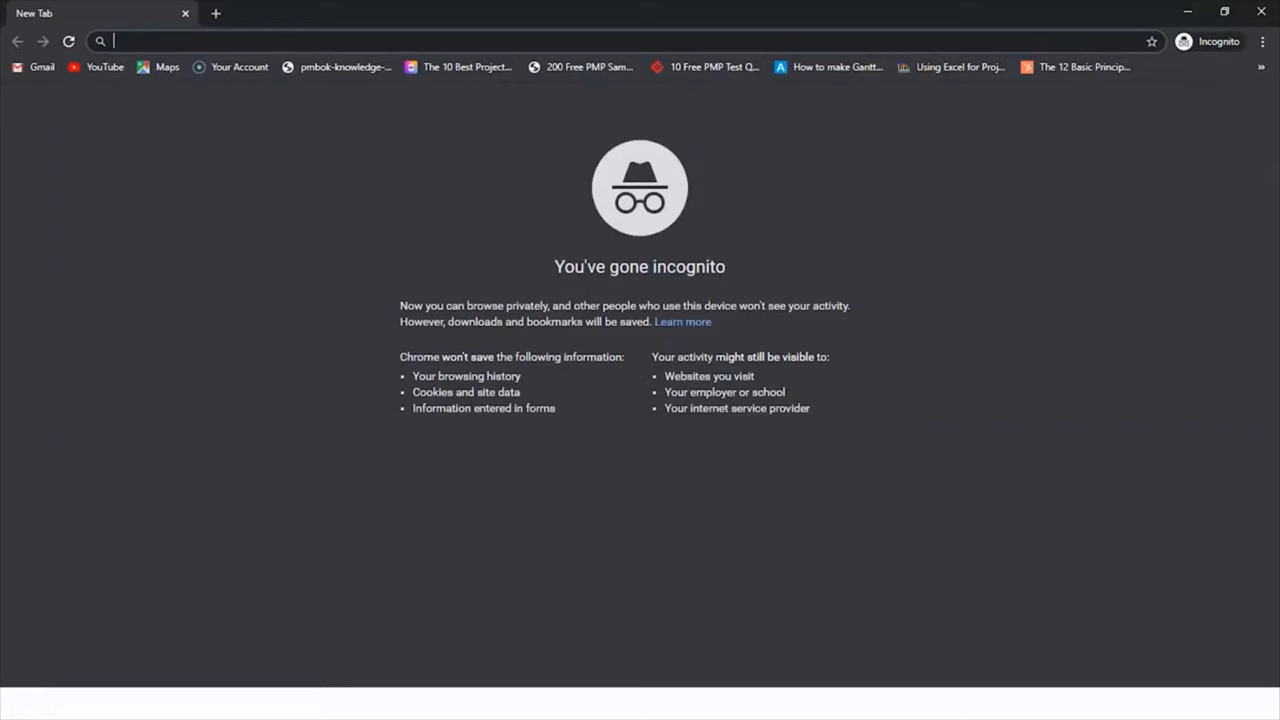 New Tab
Incognito
Gmail YouTube Maps Your Account pmbok-knowledge-... The 10 Best Project... 200 Free PMP Sam... 10 Free PMP Test Q... How to make Gantt... Using Excel for Proj... The 12 Basic Princip... »
You've gone incognito
Now you can browse privately, and other people who use this device won't see your activity.
However, downloads and bookmarks will be saved. Learn more
Chrome won't save the following information: Your activity might still be visible to:
• Your browsing history • Websites you visit
• Cookies and site data • Your employer or school
• Information entered in forms • Your internet service provider